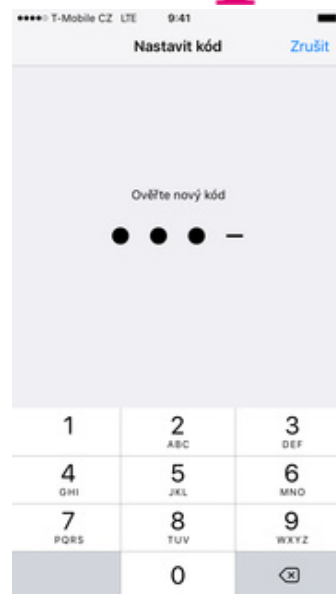 T-Mobile CZ LTE 9:41
Nastavit kód Zrušit
Ověřte nový kód
1 2 3
ABC DEF
4 5 6
GHI JKL MNO
7 8 9
PQRS TUV WXYZ
0